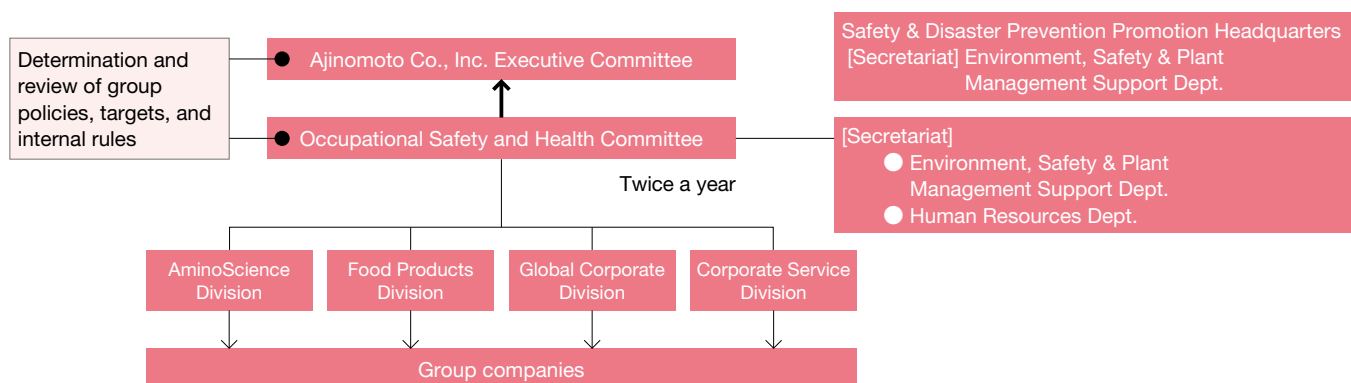 Determination and
review of group
policies, targets, and
internal rules
Ajinomoto Co., Inc. Executive Committee
Occupational Safety and Health Committee
Twice a year
Safety & Disaster Prevention Promotion Headquarters
[Secretariat] Environment, Safety & Plant
Management Support Dept.
[Secretariat]
● Environment, Safety & Plant
Management Support Dept.
● Human Resources Dept.
AminoScience
Division
Food Products
Division
Global Corporate
Division
Corporate Service
Division
Group companies